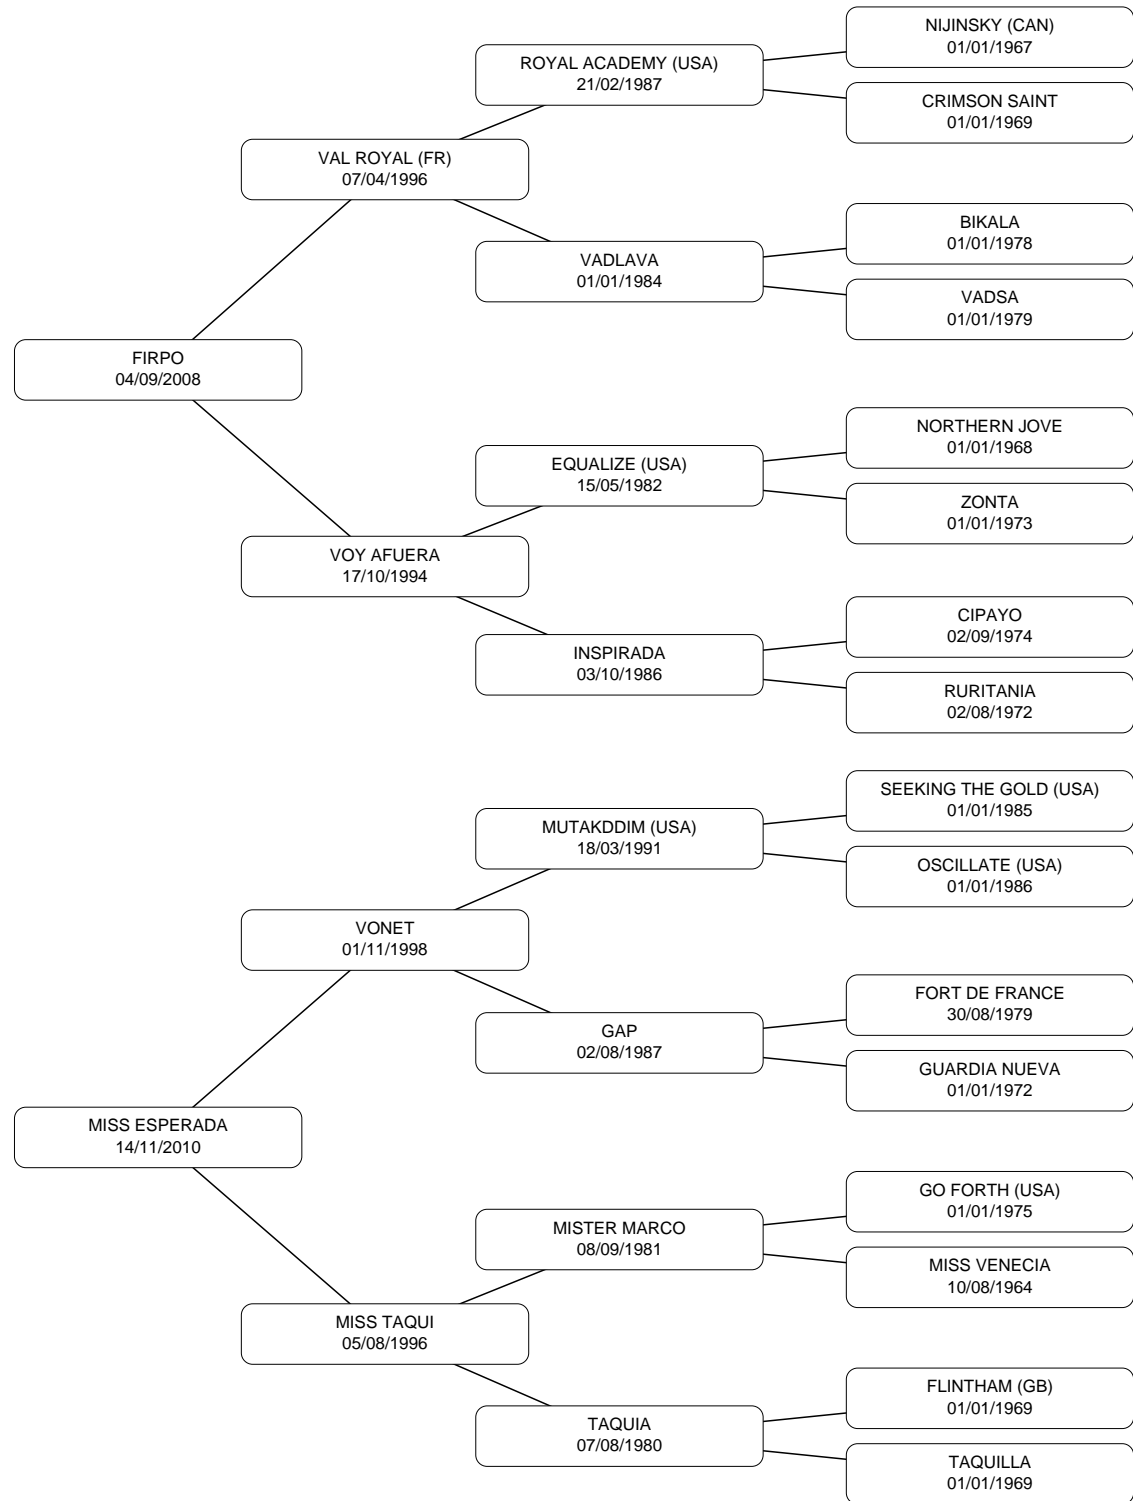 NIJINSKY (CAN)
01/01/1967
ROYAL ACADEMY (USA)
21/02/1987
CRIMSON SAINT
01/01/1969
VAL ROYAL (FR)
07/04/1996
BIKALA
01/01/1978
VADLAVA
01/01/1984
VADSA
01/01/1979
FIRPO
04/09/2008
NORTHERN JOVE
01/01/1968
EQUALIZE (USA)
15/05/1982
ZONTA
01/01/1973
VOY AFUERA
17/10/1994
CIPAYO
02/09/1974
INSPIRADA
03/10/1986
RURITANIA
02/08/1972
SEEKING THE GOLD (USA)
01/01/1985
MUTAKDDIM (USA)
18/03/1991
OSCILLATE (USA)
01/01/1986
VONET
01/11/1998
FORT DE FRANCE
30/08/1979
GAP
02/08/1987
GUARDIA NUEVA
01/01/1972
MISS ESPERADA
14/11/2010
GO FORTH (USA)
01/01/1975
MISTER MARCO
08/09/1981
MISS VENECIA
10/08/1964
MISS TAQUI
05/08/1996
FLINTHAM (GB)
01/01/1969
TAQUIA
07/08/1980
TAQUILLA
01/01/1969